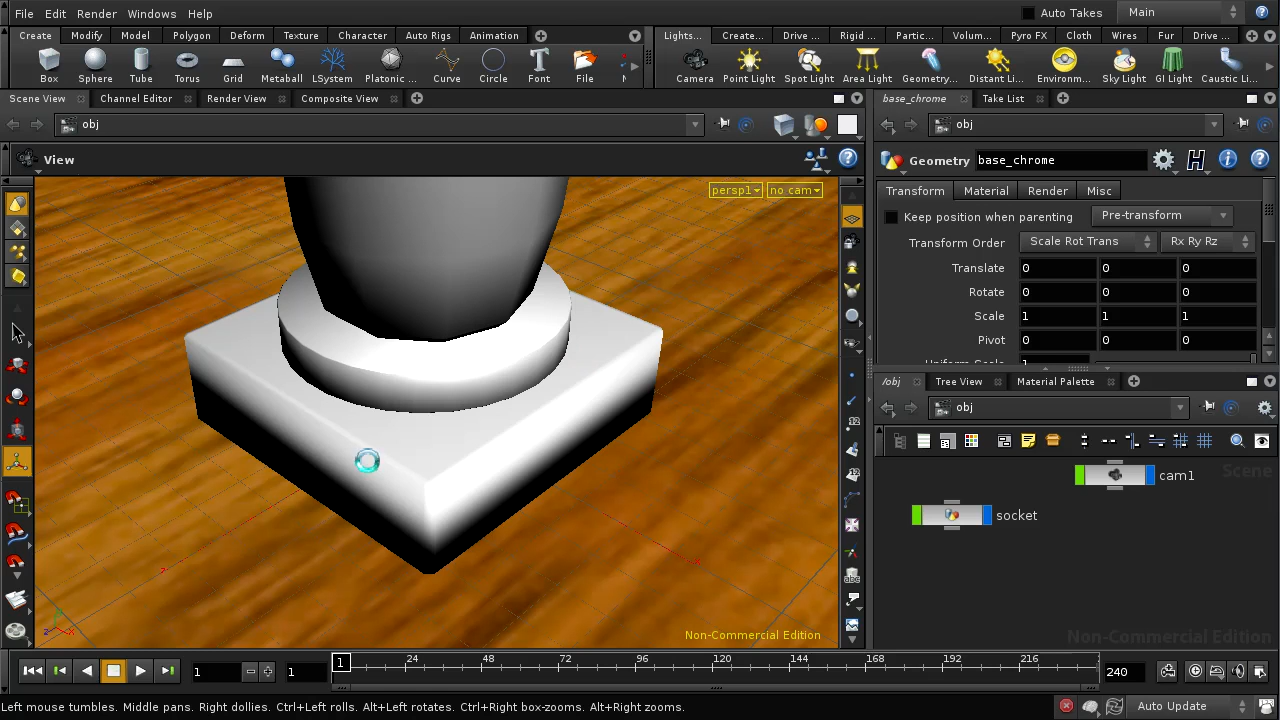 File Edit Render Windows Help Auto Takes Main
Create Modify Model Polygon Deform Texture Character Auto Rigs Animation
Lights... Create... Drive ... Rigid ... Partic... Volum... Pyro FX Cloth Wires Fur Drive ...
Box Sphere Tube Torus Grid Metaball LSystem Platonic ... Curve Circle Font File
Camera Point Light Spot Light Area Light Geometry... Distant Li... Environm... Sky Light GI Light Caustic Li...
Scene View Channel Editor Render View Composite View
base_chrome Take List
obj
obj
View
Geometry base_chrome
persp1 no cam
Transform Material Render Misc
Keep position when parenting Pre-transform
Transform Order Scale Rot Trans Rx Ry Rz
Translate 0 0 0
Rotate 0 0 0
Scale 1 1 1
Pivot 0 0 0
/obj Tree View Material Palette
obj
Scene
cam1
socket
Non-Commercial Edition
Non-Commercial Edition
1 1 1 24 48 72 96 120 144 168 192 216 240
Left mouse tumbles. Middle pans. Right dollies. Ctrl+Left rolls. Alt+Left rotates. Ctrl+Right box-zooms. Alt+Right zooms.
Auto Update